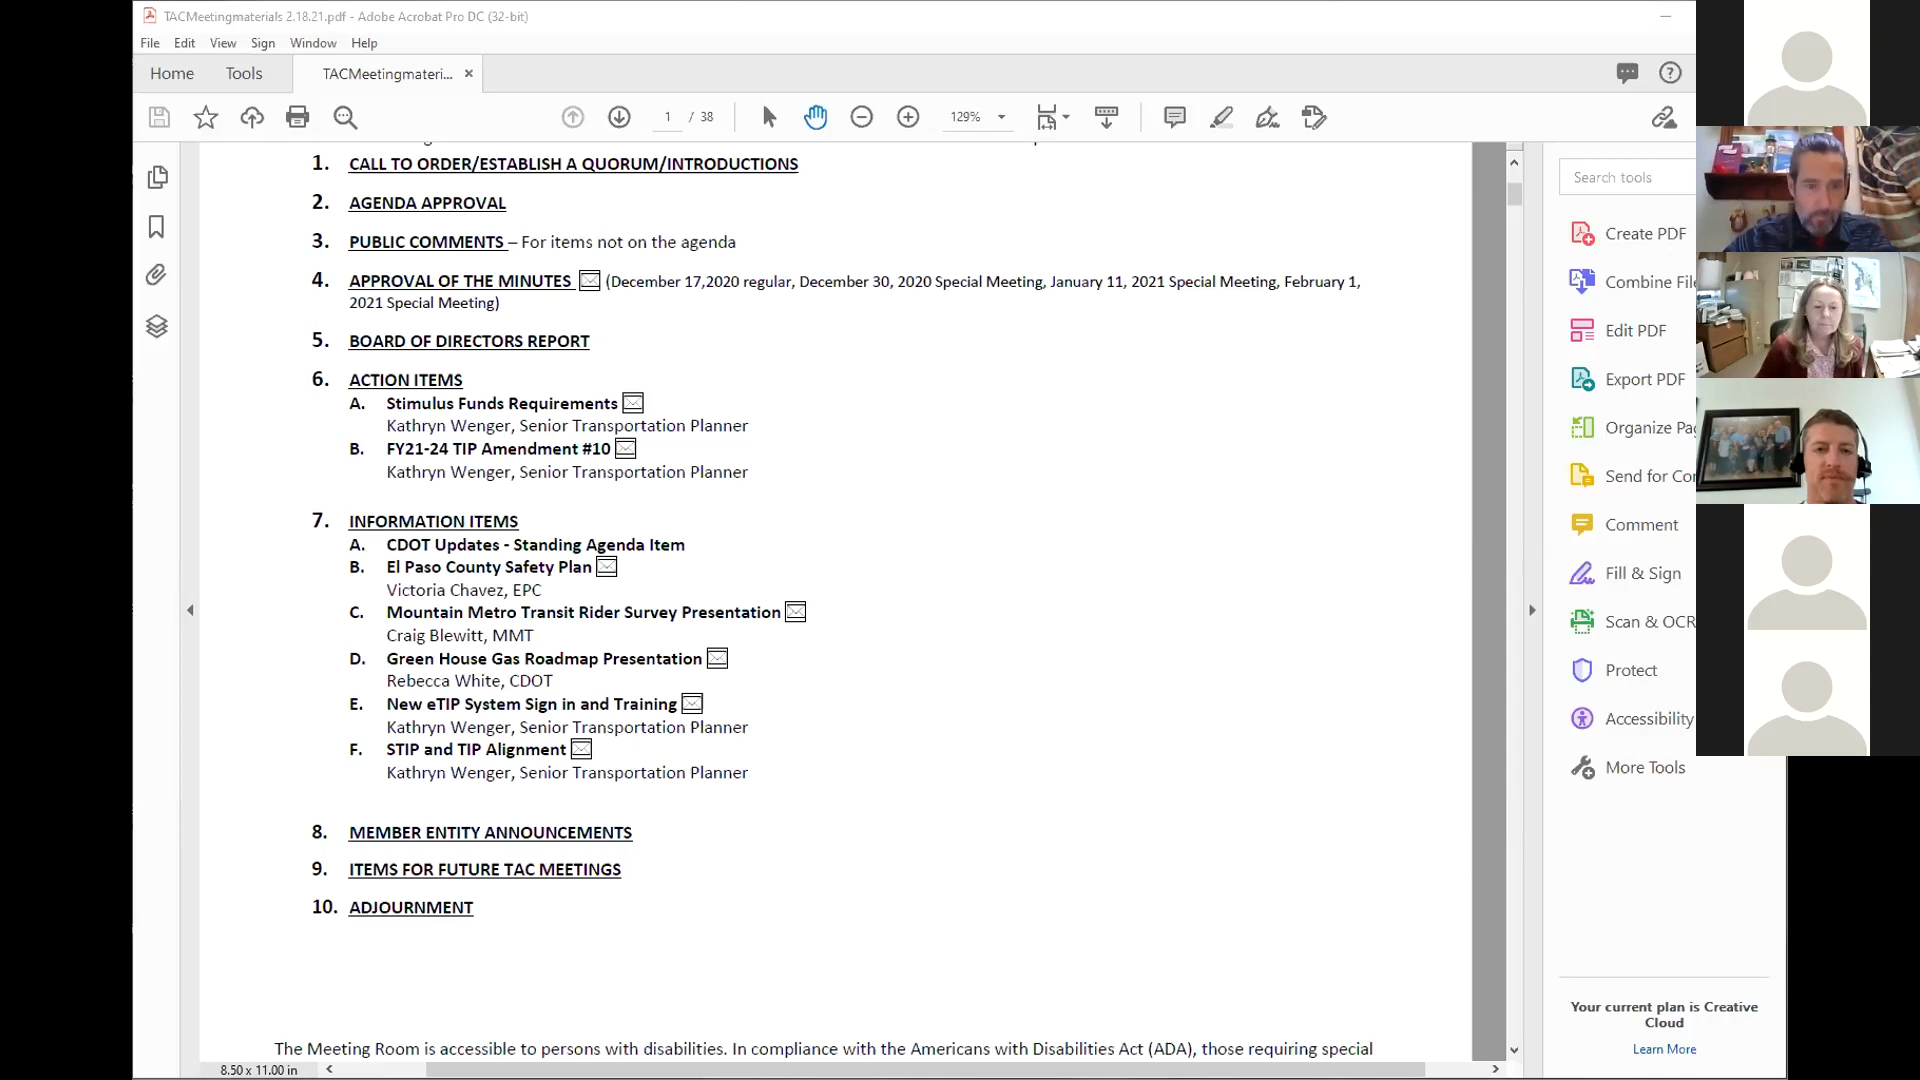 TACMeetingmaterials 2.18.21.pdf - Adobe Acrobat Pro DC (32-bit)
File Edit View Sign Window Help
Home Tools TACMeetingmateri... ×
1 / 38 129%
1. CALL TO ORDER/ESTABLISH A QUORUM/INTRODUCTIONS
2. AGENDA APPROVAL
3. PUBLIC COMMENTS – For items not on the agenda
4. APPROVAL OF THE MINUTES (December 17,2020 regular, December 30, 2020 Special Meeting, January 11, 2021 Special Meeting, February 1,
2021 Special Meeting)
5. BOARD OF DIRECTORS REPORT
6. ACTION ITEMS
A. Stimulus Funds Requirements
Kathryn Wenger, Senior Transportation Planner
B. FY21-24 TIP Amendment #10
Kathryn Wenger, Senior Transportation Planner
7. INFORMATION ITEMS
A. CDOT Updates - Standing Agenda Item
B. El Paso County Safety Plan
Victoria Chavez, EPC
C. Mountain Metro Transit Rider Survey Presentation
Craig Blewitt, MMT
D. Green House Gas Roadmap Presentation
Rebecca White, CDOT
E. New eTIP System Sign in and Training
Kathryn Wenger, Senior Transportation Planner
F. STIP and TIP Alignment
Kathryn Wenger, Senior Transportation Planner
8. MEMBER ENTITY ANNOUNCEMENTS
9. ITEMS FOR FUTURE TAC MEETINGS
10. ADJOURNMENT
The Meeting Room is accessible to persons with disabilities. In compliance with the Americans with Disabilities Act (ADA), those requiring special
8.50 x 11.00 in
Search tools
Create PDF
Combine File
Edit PDF
Export PDF
Organize Pag
Send for Cor
Comment
Fill & Sign
Scan & OCR
Protect
Accessibility
More Tools
Your current plan is Creative
Cloud
Learn More